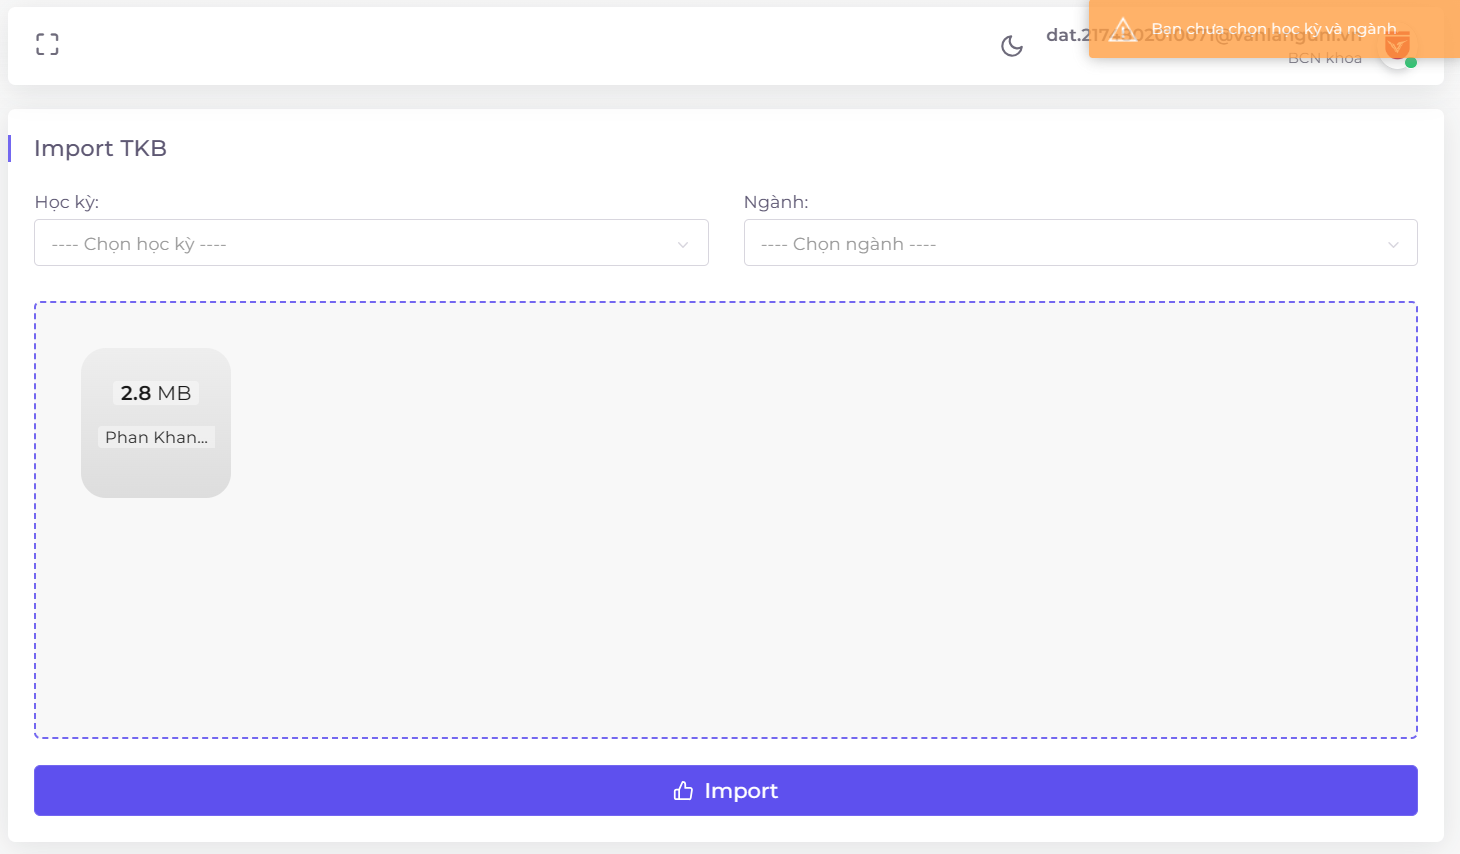 Bạn chưa chọn học kỳ và ngành
BCN khoa
Import TKB
Học kỳ:
Ngành:
---- Chọn học kỳ ----
---- Chọn ngành ----
2.8 MB
Phan Khan...
Import